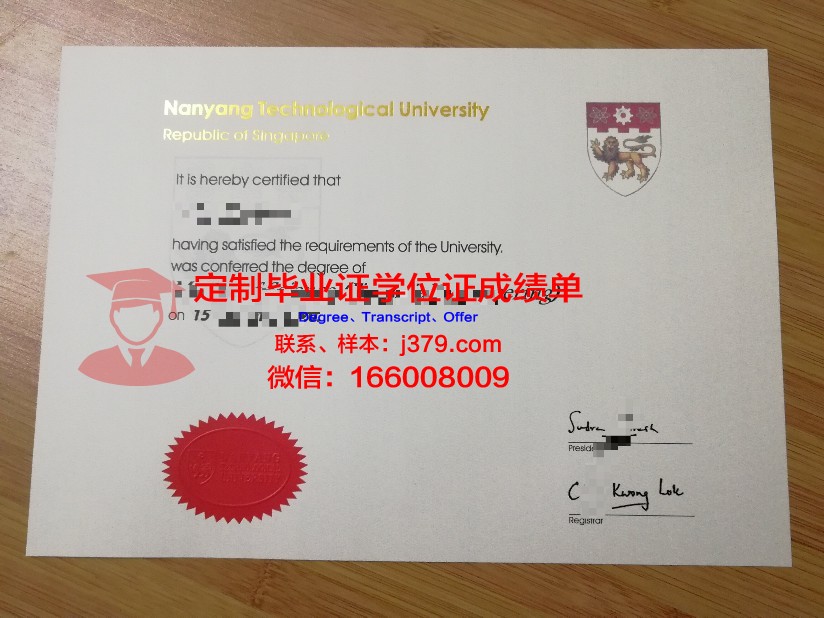 Nanyang Technological University
Republic of Singapore
It is hereby certified that
having satisfied the requirements of the University,
was conferred the degree of
定制毕业证学位证成绩单
on 15
Degree、Transcript、Offer
联系、样本：j379.com
微信：166008009
Registrar
C Kwong Lok